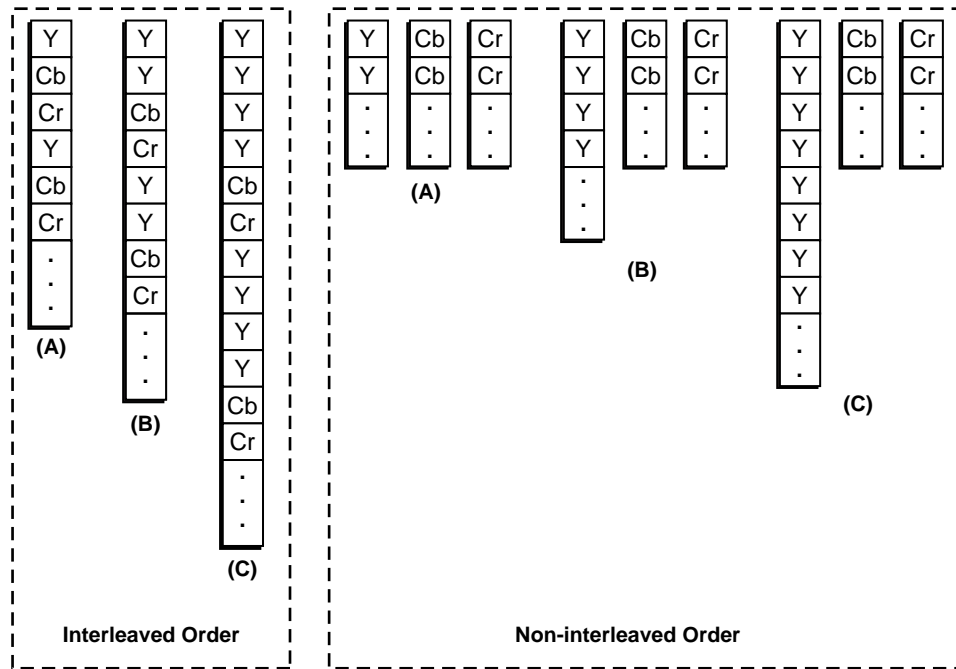 Y
Cb
Cr
Y
Cb
Cr
.
.
.
(A)
Y
Y
Cb
Cr
Y
Y
Cb
Cr
.
.
.
(B)
Y
Y
Y
Y
Cb
Cr
Y
Y
Y
Y
Cb
Cr
.
.
.
(C)
Interleaved Order
Y
Y
.
.
.
Cb
Cb
.
.
.
Cr
Cr
.
.
.
(A)
Y
Y
Y
Y
.
.
.
Cb
Cb
.
.
.
Cr
Cr
.
.
.
(B)
Y
Y
Y
Y
Y
Y
Y
Y
.
.
.
Cb
Cb
.
.
.
Cr
Cr
.
.
.
(C)
Non-interleaved Order